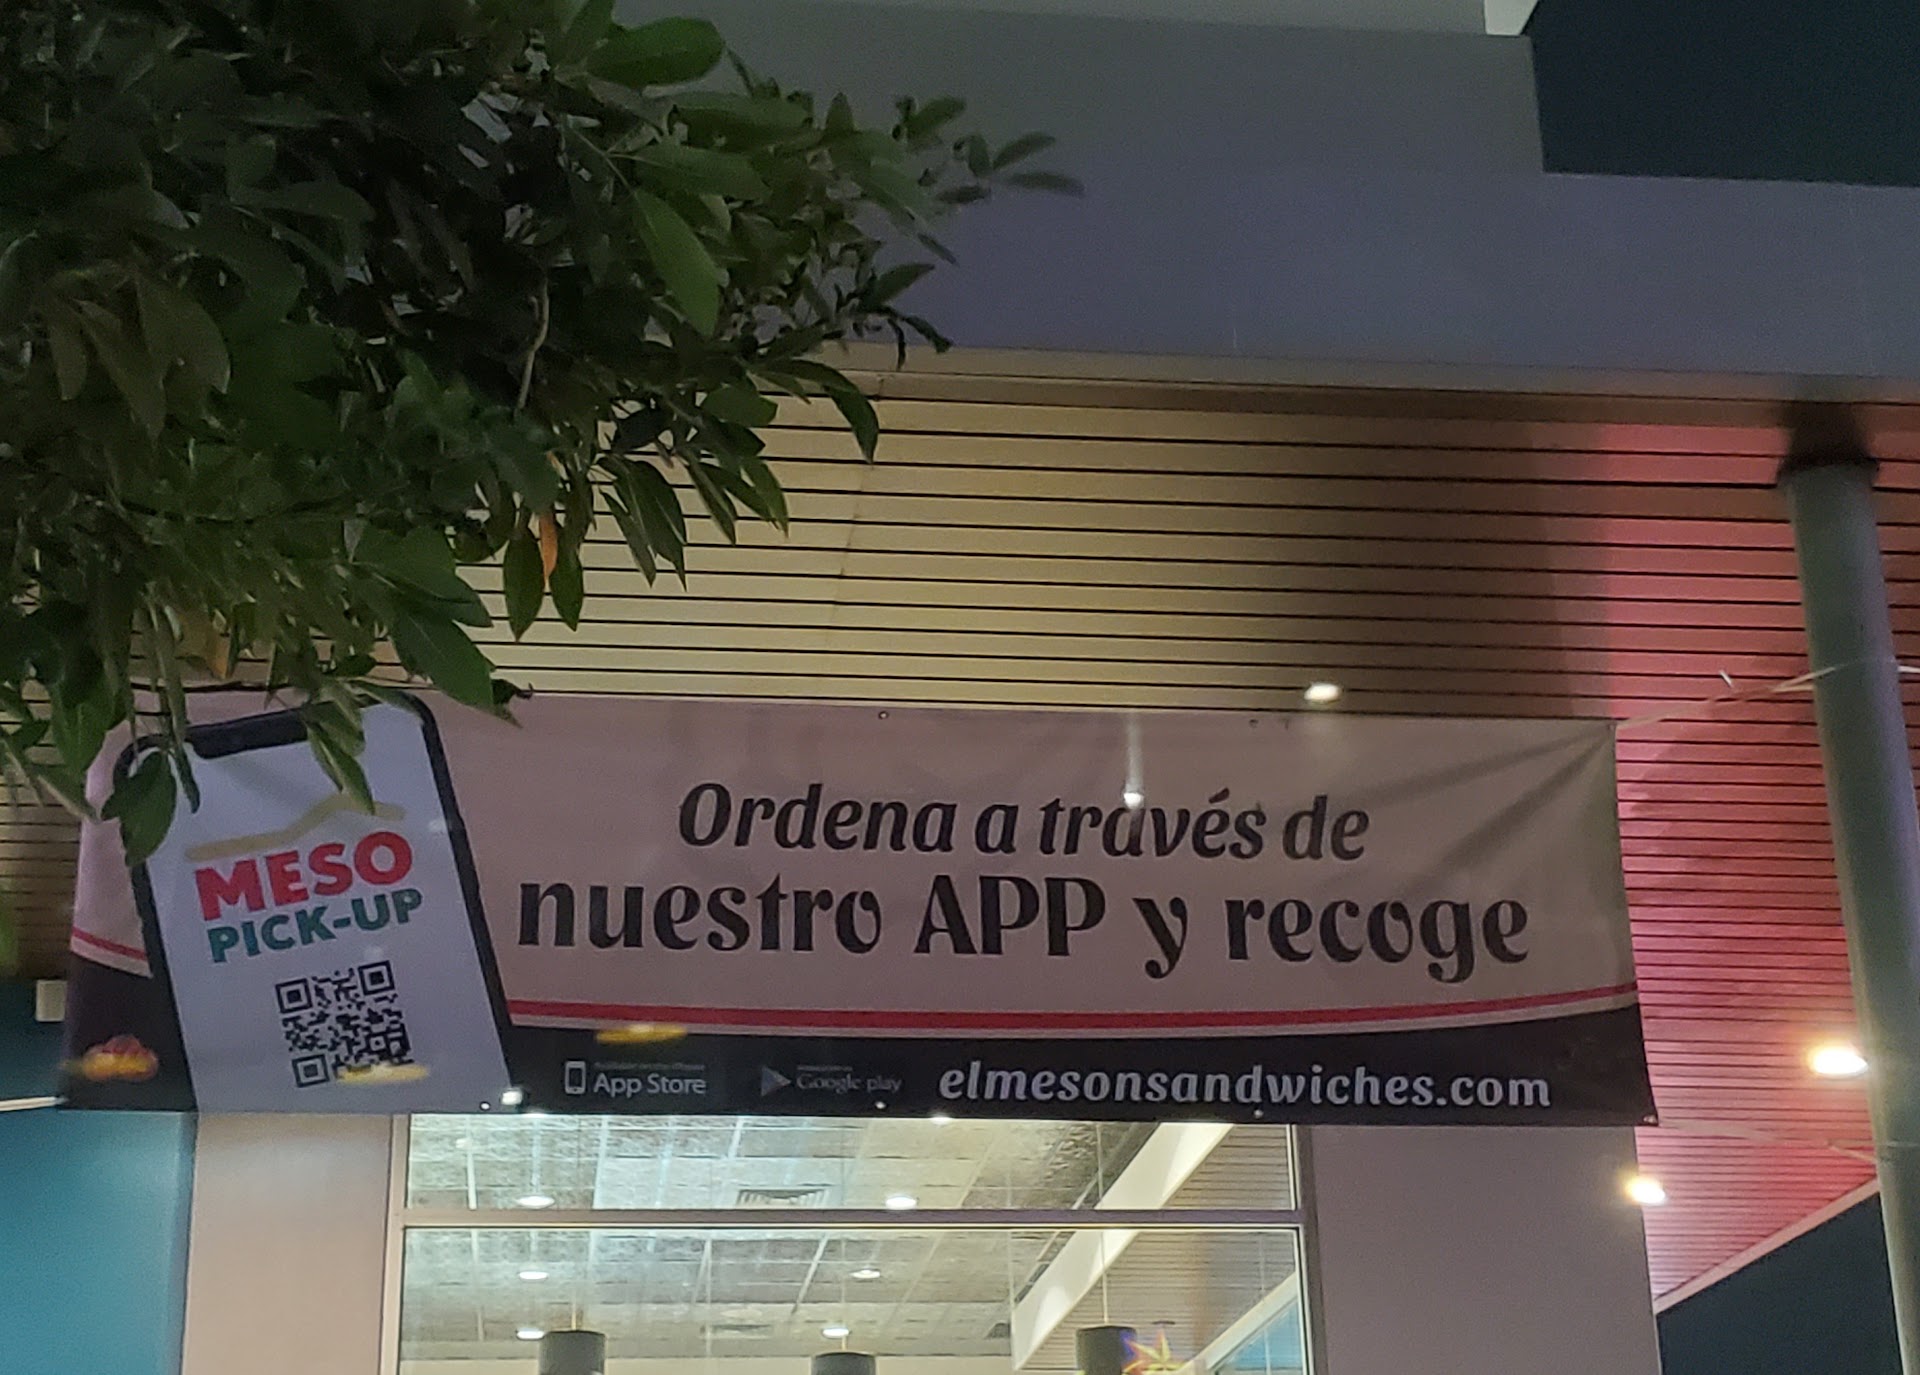 MESO
PICK-UP
Ordena a través de
nuestro APP y recoge
App Store
Google play
elmesonsandwiches.com